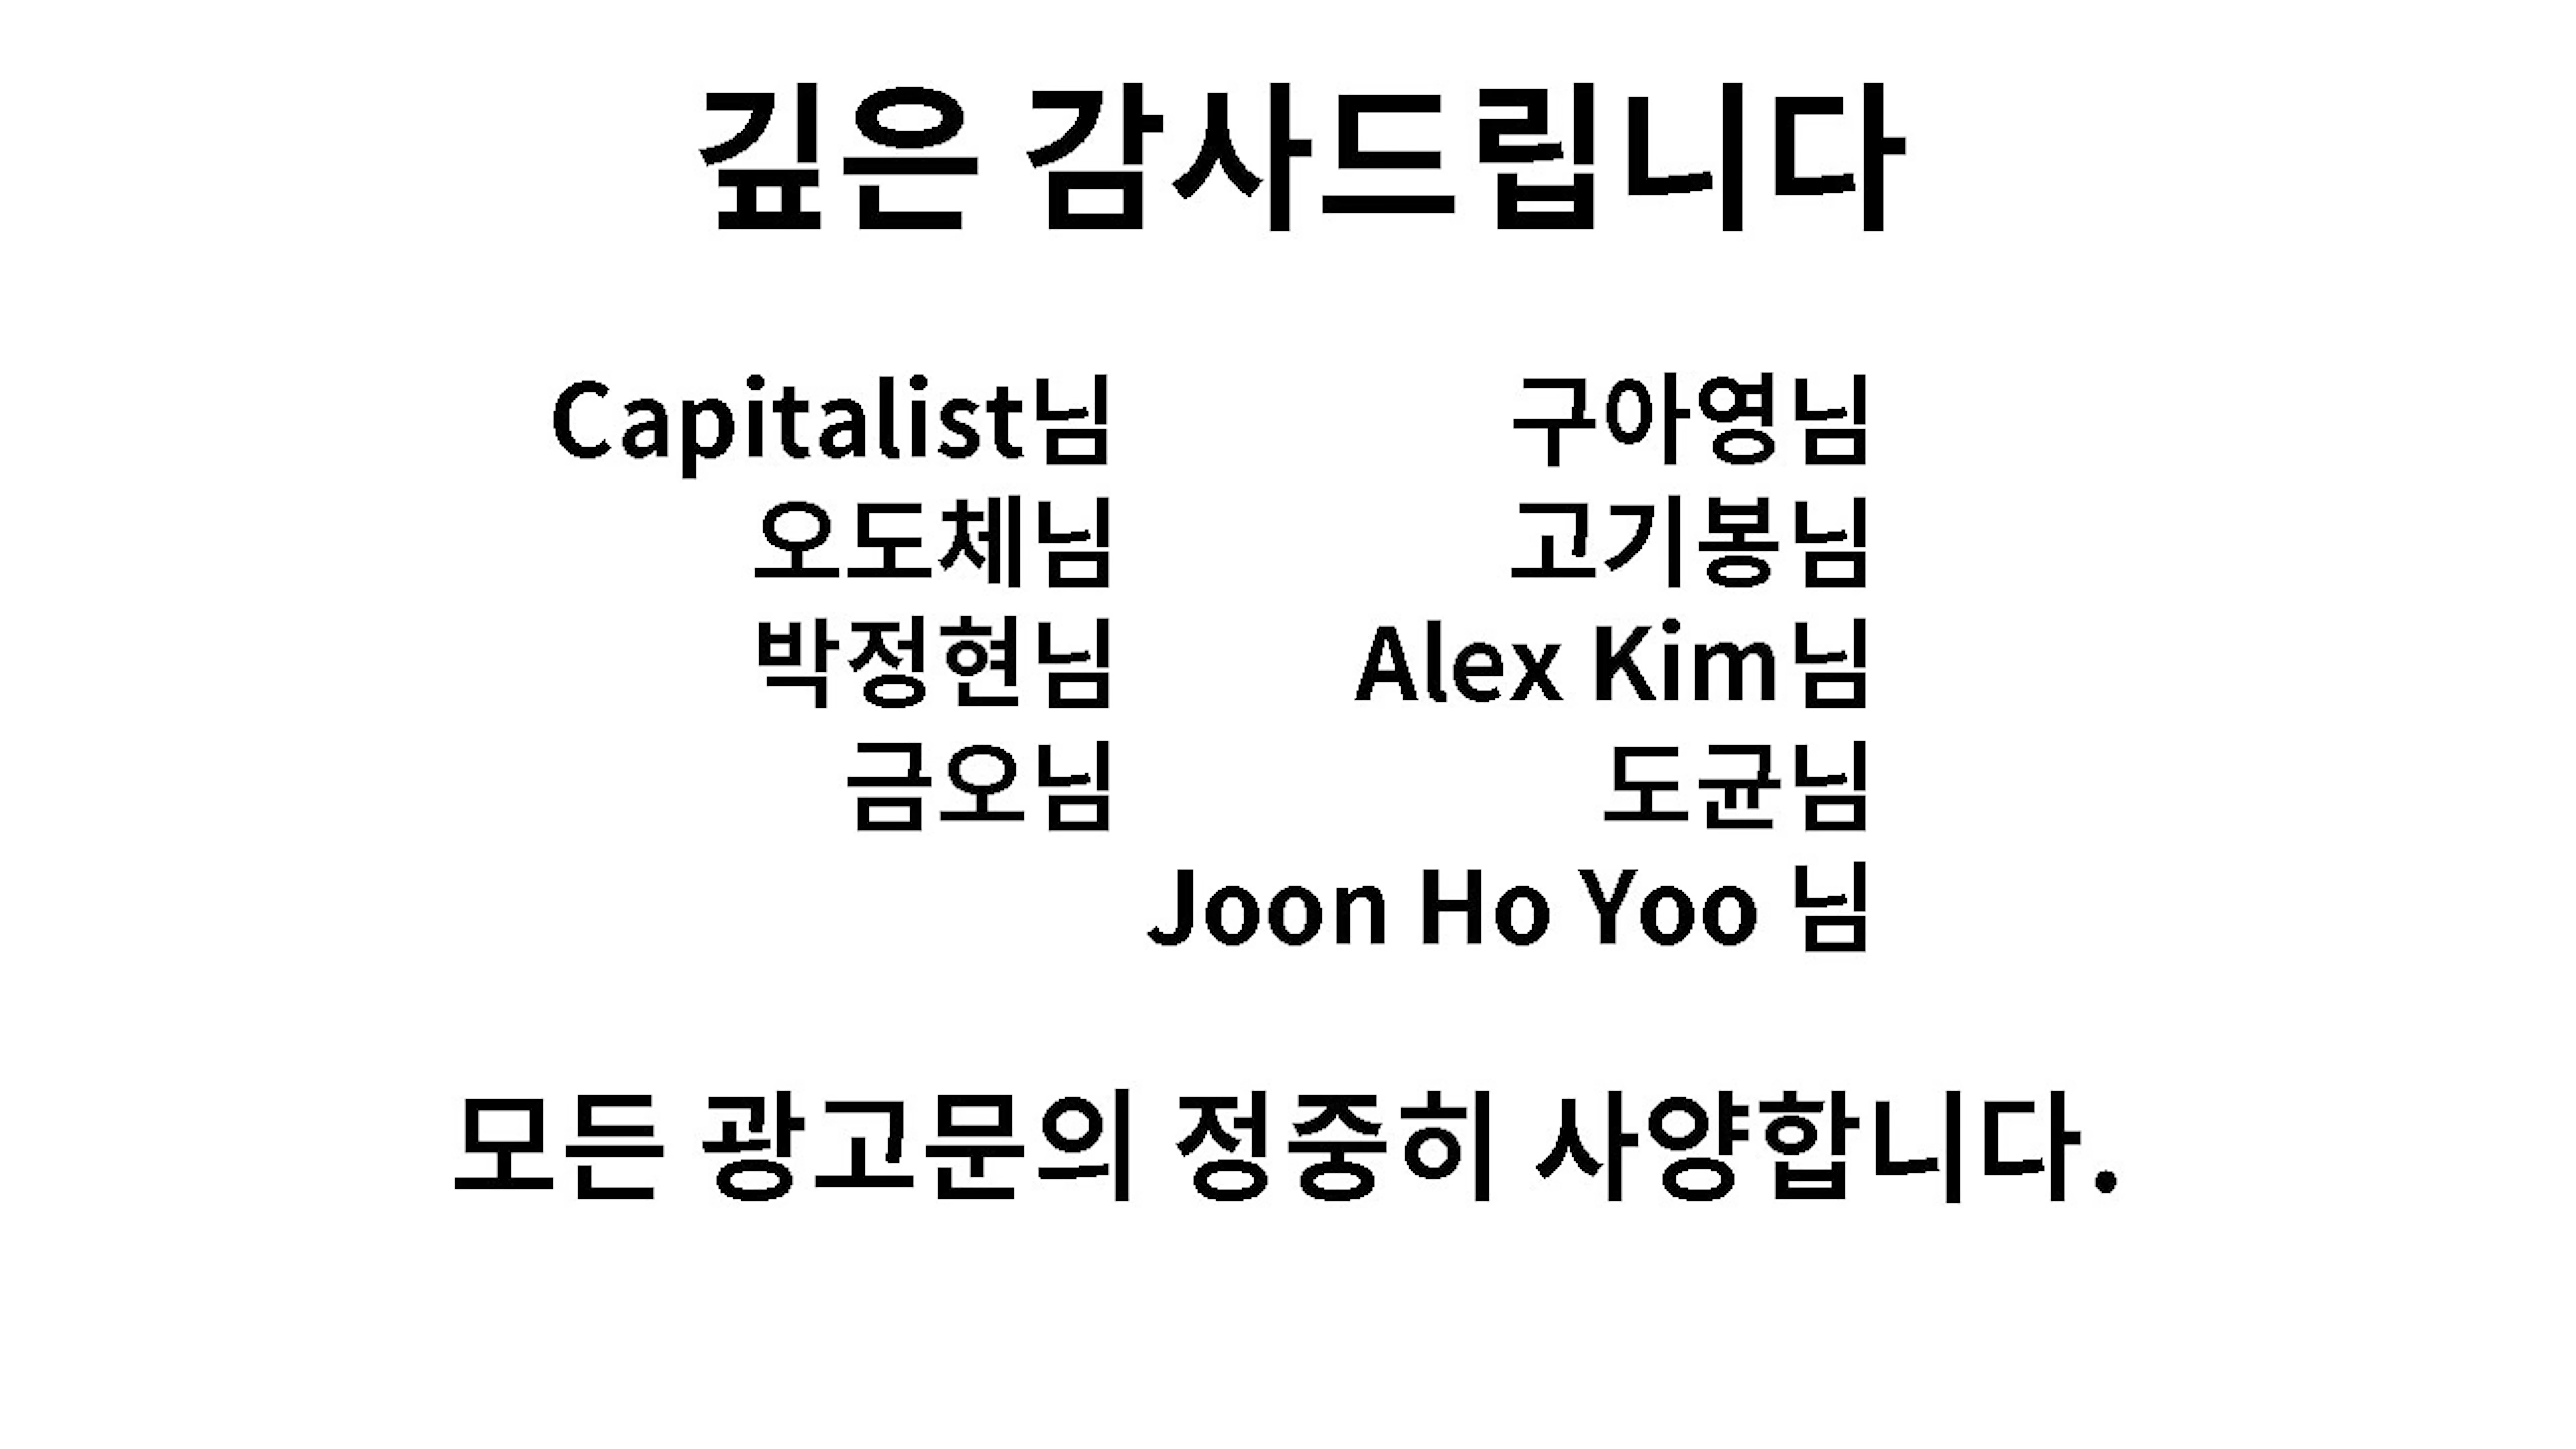 깊은 감사드립니다
Capitalist님
오도체님
박정현님
금오님
구아영님
고기봉님
Alex Kim님
도균님
Joon Ho Yoo 님
모든 광고문의 정중히 사양합니다.